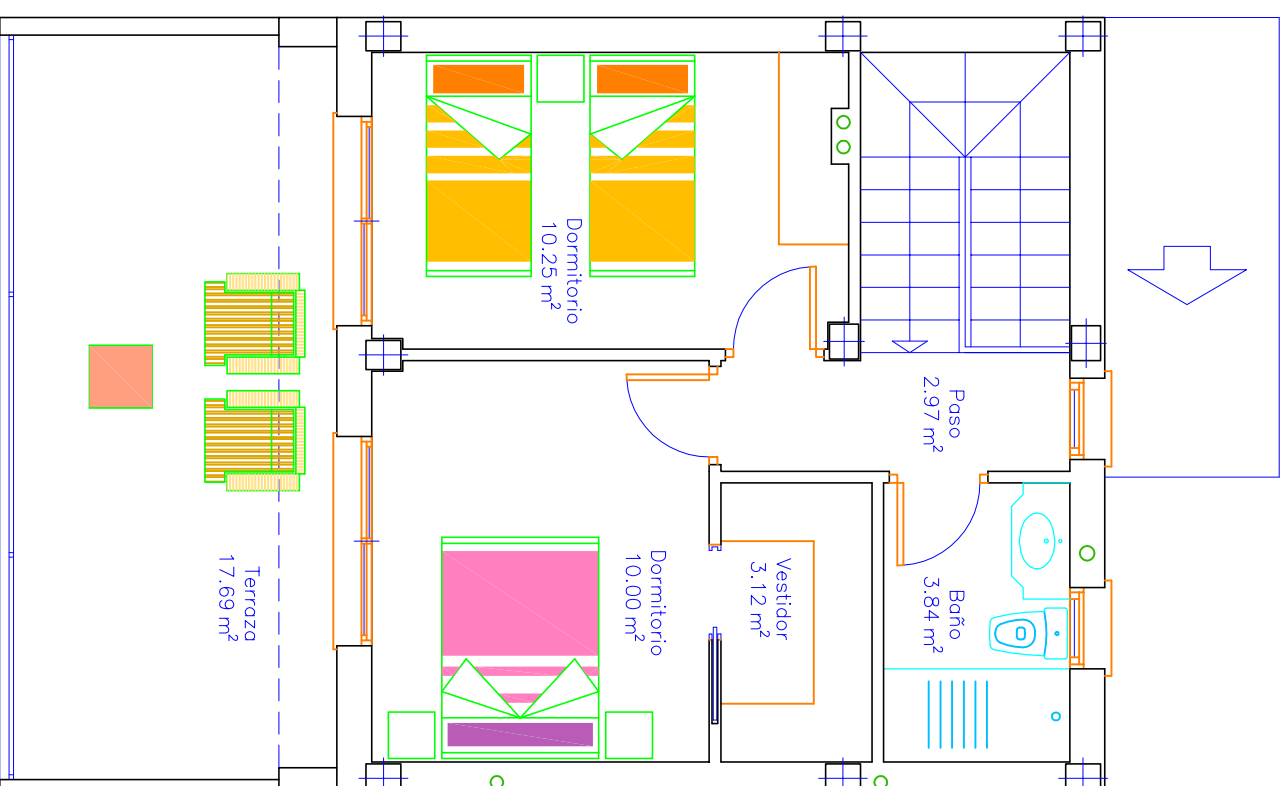 Dormitorio
10.25 m²
Paso
2.97 m²
Dormitorio
10.00 m²
Vestidor
3.12 m²
Baño
3.84 m²
Terraza
17.69 m²